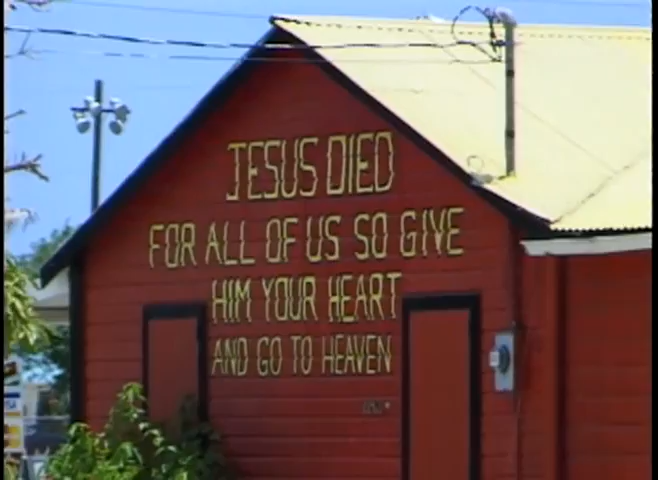 JESUS DIED
FOR ALL OF US SO GIVE
HIM YOUR HEART
AND GO TO HEAVEN